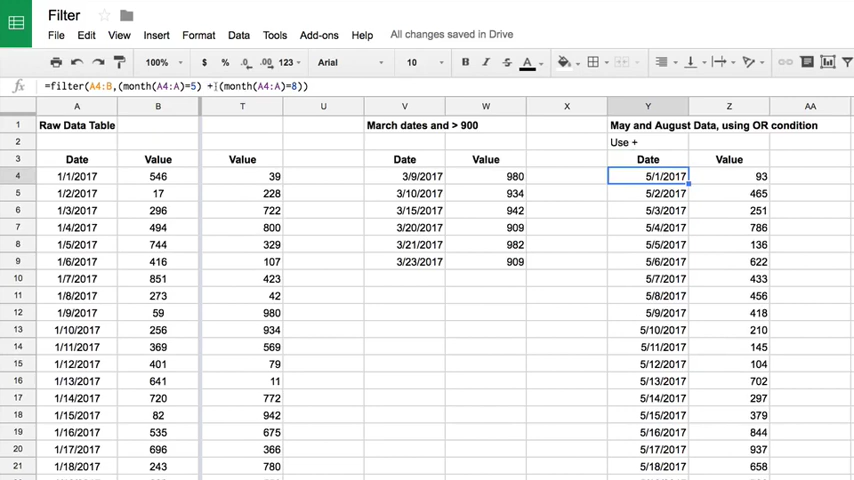 Filter
File Edit View Insert Format Data Tools Add-ons Help All changes saved in Drive
100% $ % .0 .00 123 Arial 10 B I S A
fx =filter(A4:B,(month(A4:A)=5) +(month(A4:A)=8))
A B T U V W X Y Z AA
1 Raw Data Table March dates and > 900 May and August Data, using OR condition
2 Use +
3 Date Value Value Date Value Date Value
4 1/1/2017 546 39 3/9/2017 980 5/1/2017 93
5 1/2/2017 17 228 3/10/2017 934 5/2/2017 465
6 1/3/2017 296 722 3/15/2017 942 5/3/2017 251
7 1/4/2017 494 800 3/20/2017 909 5/4/2017 786
8 1/5/2017 744 329 3/21/2017 982 5/5/2017 136
9 1/6/2017 416 107 3/23/2017 909 5/6/2017 622
10 1/7/2017 851 423 5/7/2017 433
11 1/8/2017 273 42 5/8/2017 456
12 1/9/2017 59 980 5/9/2017 418
13 1/10/2017 256 934 5/10/2017 210
14 1/11/2017 369 569 5/11/2017 145
15 1/12/2017 401 79 5/12/2017 104
16 1/13/2017 641 11 5/13/2017 702
17 1/14/2017 720 772 5/14/2017 297
18 1/15/2017 82 942 5/15/2017 379
19 1/16/2017 535 675 5/16/2017 844
20 1/17/2017 696 366 5/17/2017 937
21 1/18/2017 243 780 5/18/2017 658